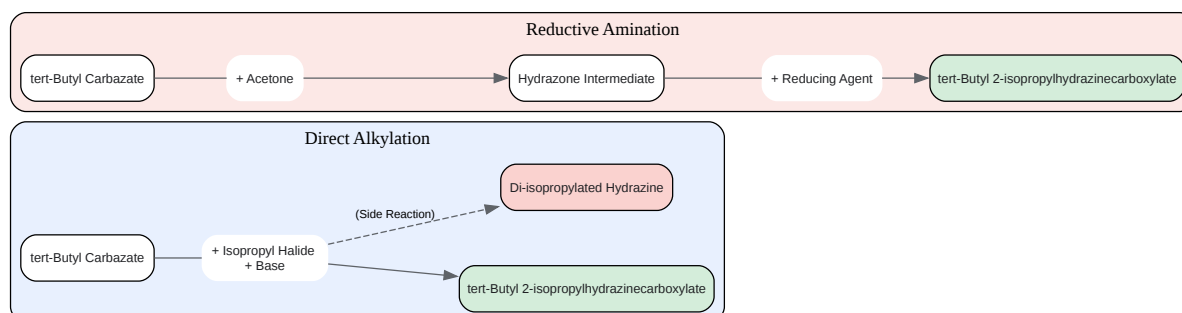 Reductive Amination
tert-Butyl Carbazate
+ Acetone
Hydrazone Intermediate
+ Reducing Agent
tert-Butyl 2-isopropylhydrazinecarboxylate
Direct Alkylation
Di-isopropylated Hydrazine
(Side Reaction)
tert-Butyl Carbazate
+ Isopropyl Halide
+ Base
tert-Butyl 2-isopropylhydrazinecarboxylate